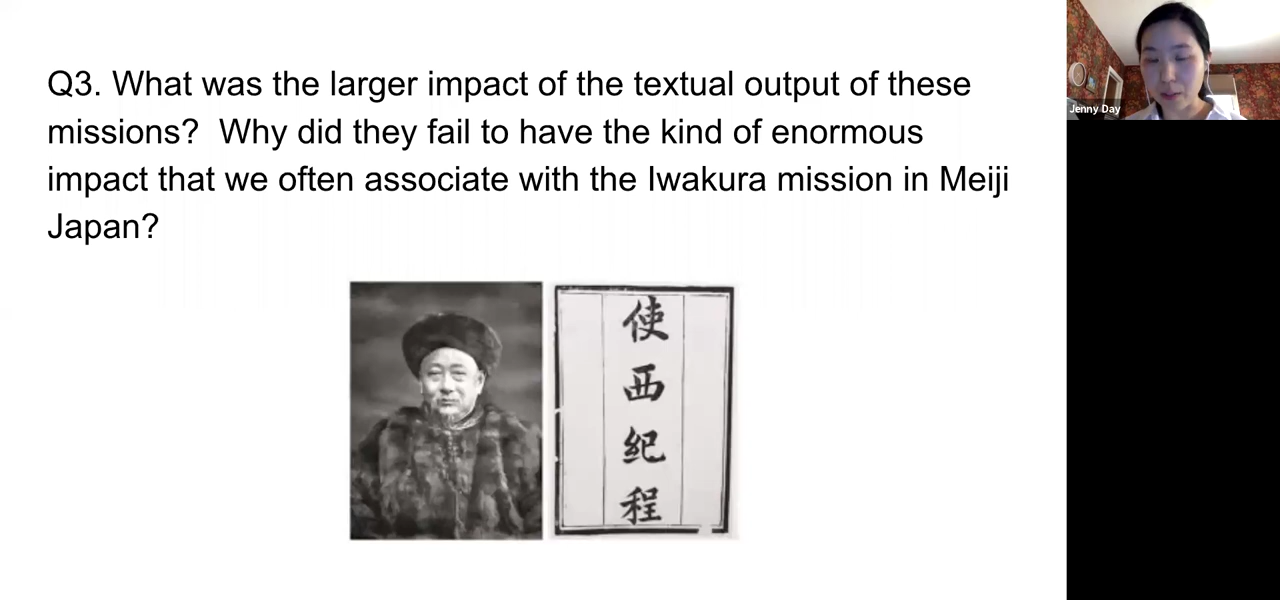 Q3. What was the larger impact of the textual output of these
missions?  Why did they fail to have the kind of enormous
impact that we often associate with the Iwakura mission in Meiji
Japan?
使西紀程
Jenny Day